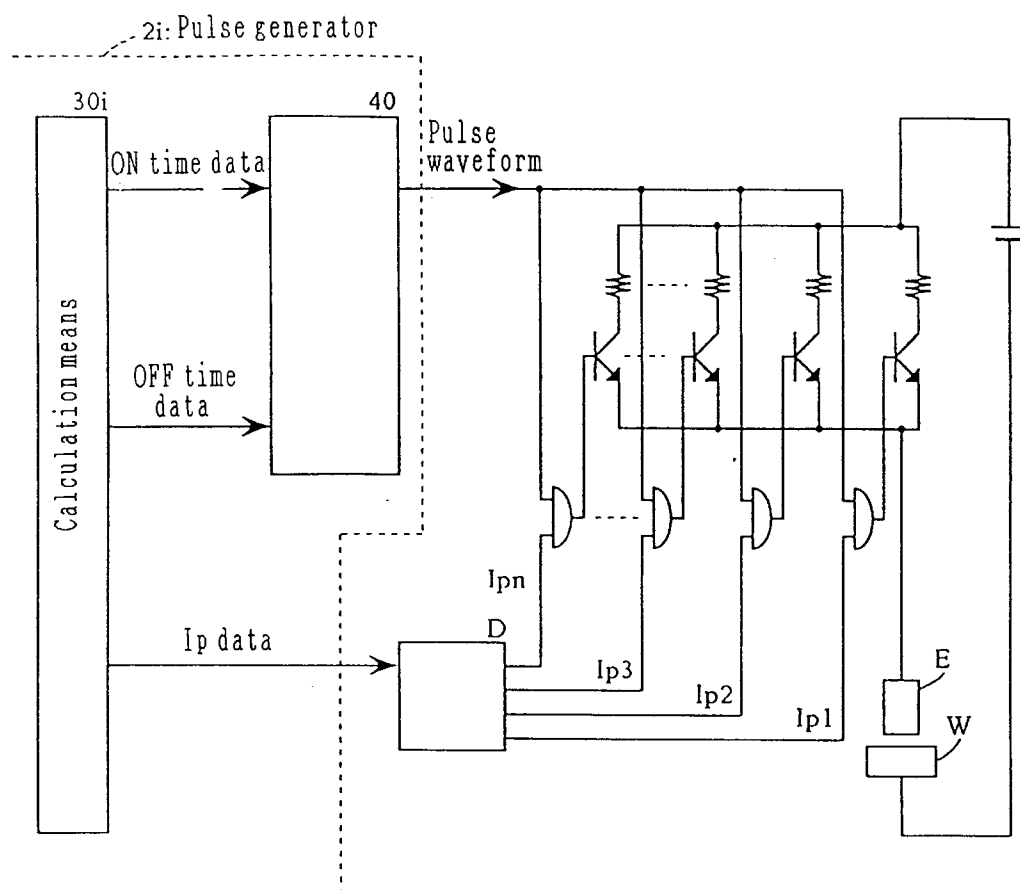 2i: Pulse generator
30i
40
Pulse
waveform
ON time data
OFF time
data
Calculation means
Ipn
D
Ip data
Ip3
Ip2
Ip1
E
W